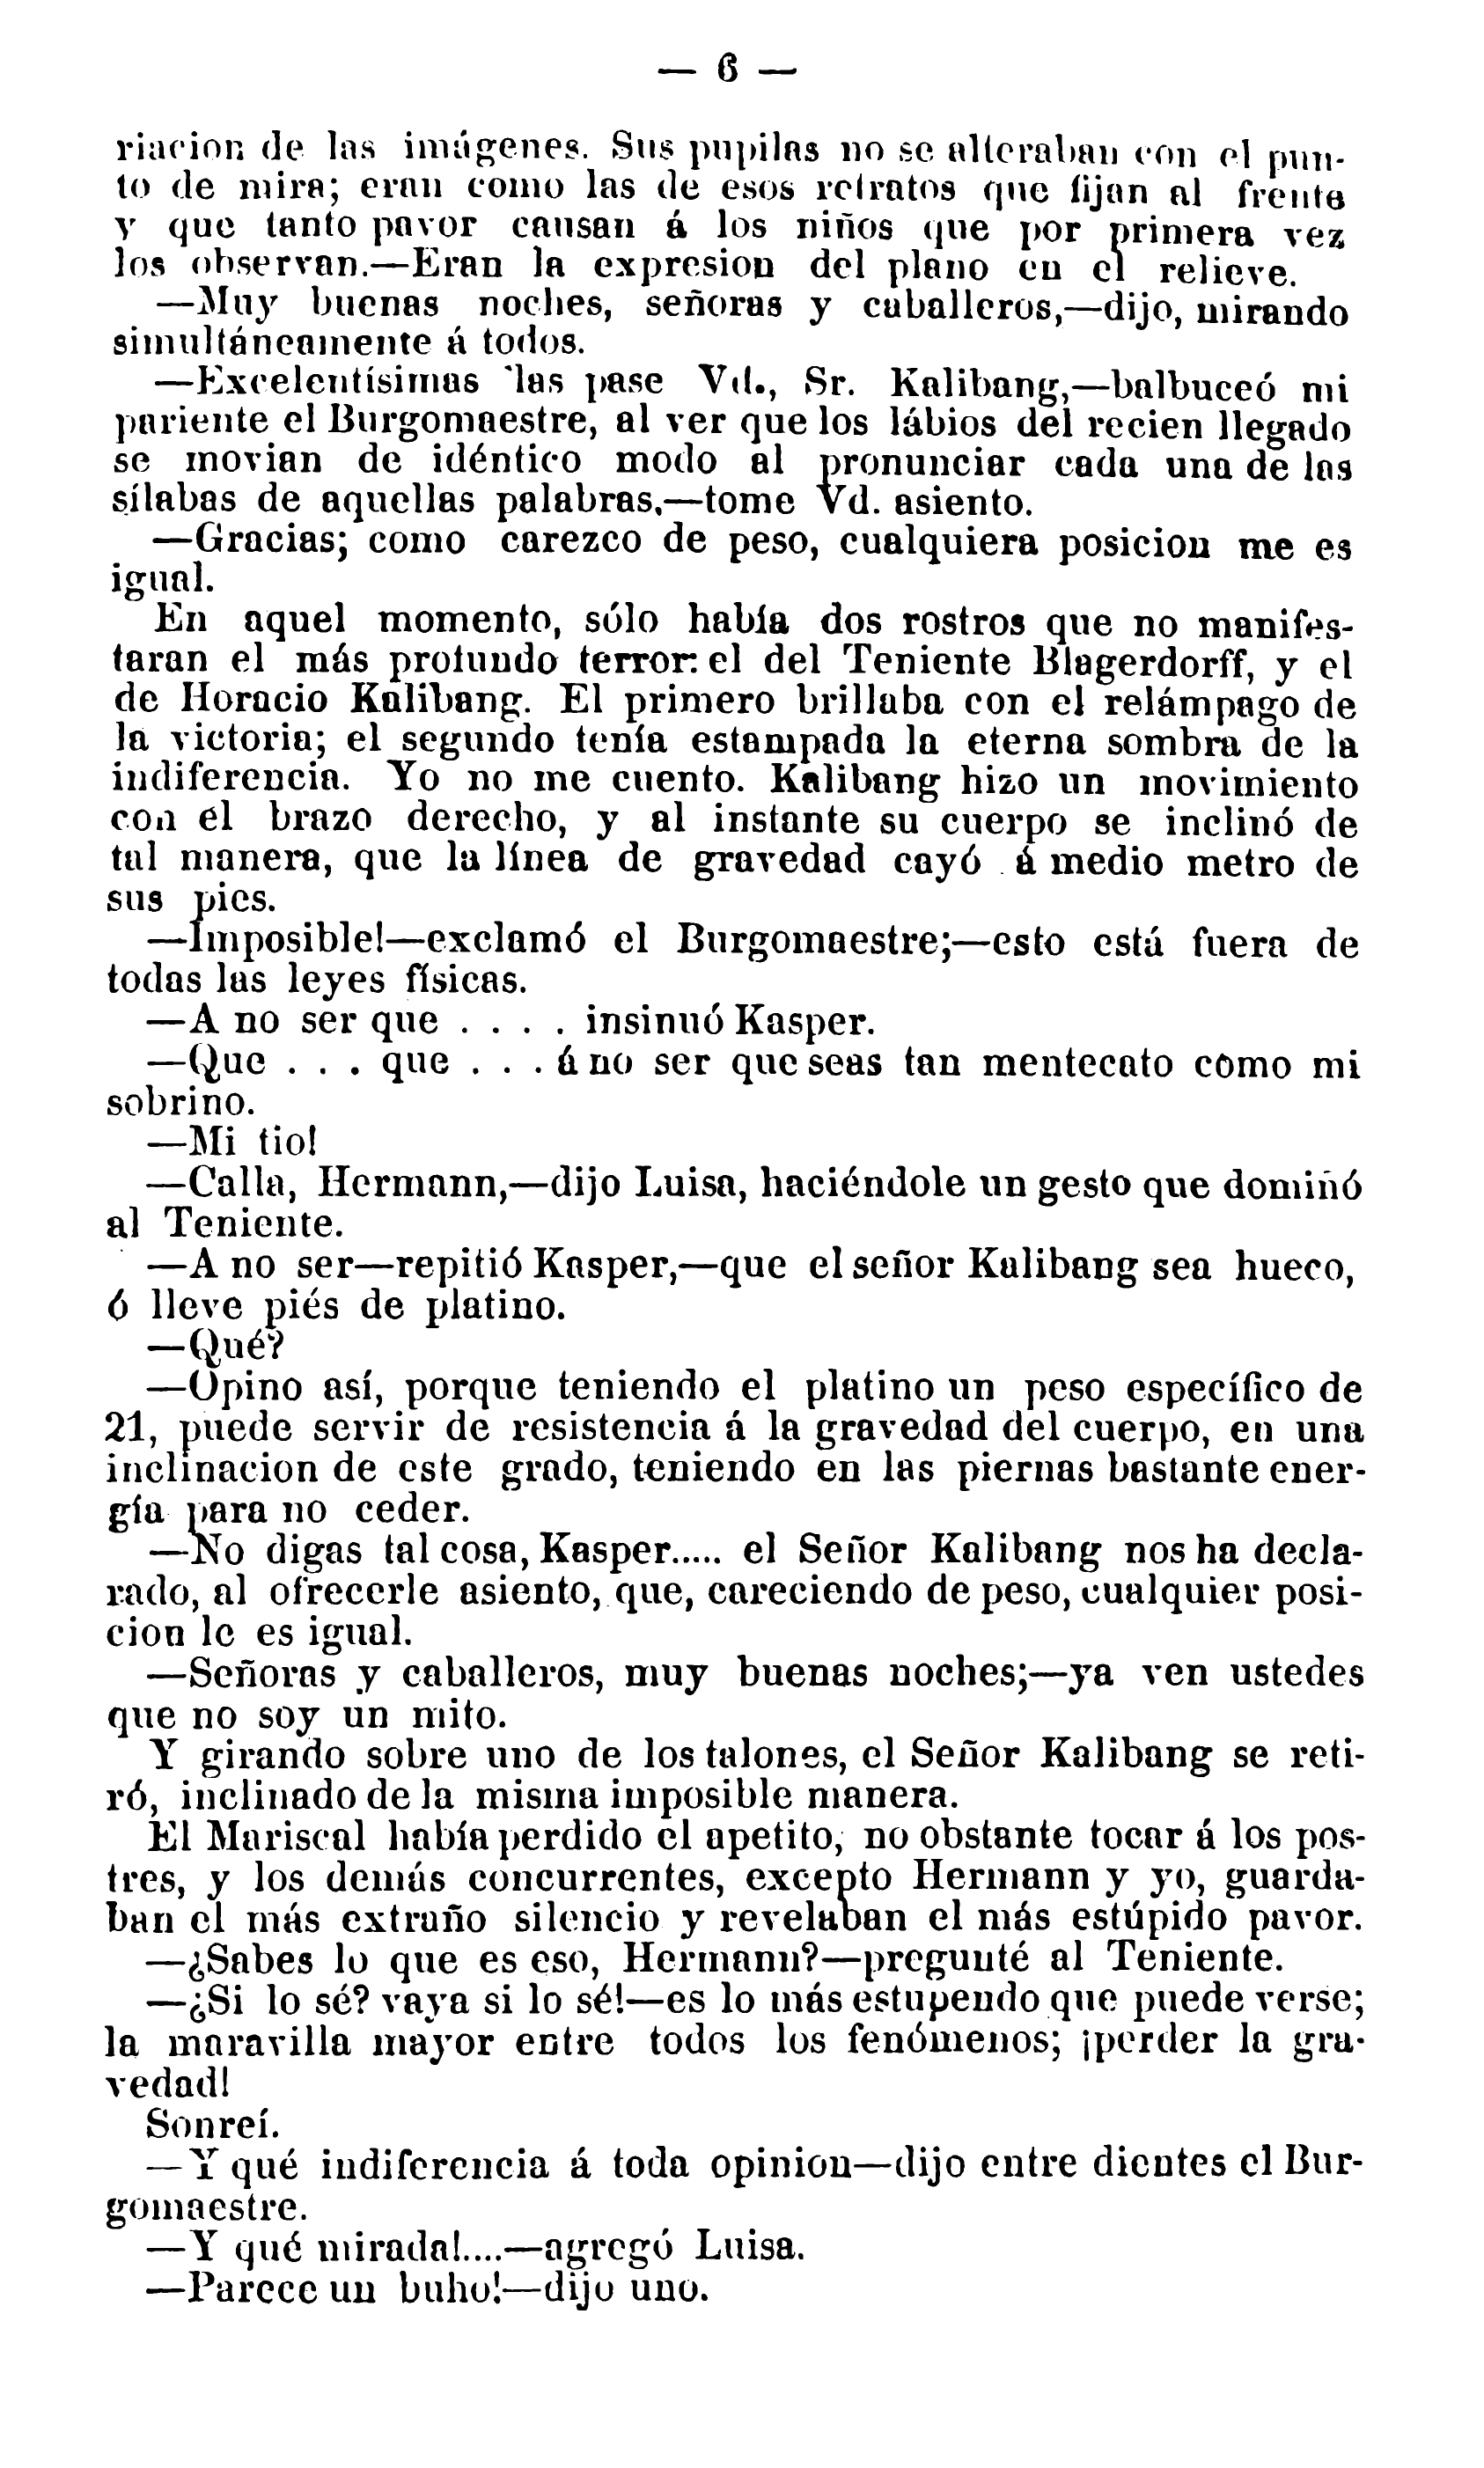 — 6 —
riacion de las imágenes. Sus pupilas no se alteraban con el pun-
to de mira; eran como las de esos retratos que fijan al frente
y que tanto pavor causan á los niños que por primera vez
los observan.—Eran la expresion del plano en el relieve.
—Muy buenas noches, señoras y caballeros,—dijo, mirando
simultáneamente á todos.
—Excelentísimas las pase Vd., Sr. Kalibang,—balbuceó mi
pariente el Burgomaestre, al ver que los lábios del recien llegado
se movian de idéntico modo al pronunciar cada una de las
sílabas de aquellas palabras,—tome Vd. asiento.
—Gracias; como carezco de peso, cualquiera posicion me es
igual.
En aquel momento, sólo había dos rostros que no manifes-
taran el más profundo terror: el del Teniente Blagerdorff, y el
de Horacio Kalibang. El primero brillaba con el relámpago de
la victoria; el segundo tenía estampada la eterna sombra de la
indiferencia. Yo no me cuento. Kalibang hizo un movimiento
con el brazo derecho, y al instante su cuerpo se inclinó de
tal manera, que la línea de gravedad cayó á medio metro de
sus pies.
—Imposible!—exclamó el Burgomaestre;—esto está fuera de
todas las leyes físicas.
—A no ser que . . . . insinuó Kasper.
—Que . . . que . . . á no ser que seas tan mentecato como mi
sobrino.
—Mi tio!
—Calla, Hermann,—dijo Luisa, haciéndole un gesto que dominó
al Teniente.
—A no ser—repitió Kasper,—que el señor Kalibang sea hueco,
ó lleve piés de platino.
—Qué?
—Opino así, porque teniendo el platino un peso específico de
21, puede servir de resistencia á la gravedad del cuerpo, en una
inclinacion de este grado, teniendo en las piernas bastante ener-
gía para no ceder.
—No digas tal cosa, Kasper..... el Señor Kalibang nos ha decla-
rado, al ofrecerle asiento, que, careciendo de peso, cualquier posi-
cion le es igual.
—Señoras y caballeros, muy buenas noches;—ya ven ustedes
que no soy un mito.
Y girando sobre uno de los talones, el Señor Kalibang se reti-
ró, inclinado de la misma imposible manera.
El Mariscal había perdido el apetito, no obstante tocar á los pos-
tres, y los demás concurrentes, excepto Hermann y yo, guarda-
ban el más extraño silencio y revelaban el más estúpido pavor.
—¿Sabes lo que es eso, Hermann?—pregunté al Teniente.
—¿Si lo sé? vaya si lo sé!—es lo más estupendo que puede verse;
la maravilla mayor entre todos los fenómenos; ¡perder la gra-
vedad!
Sonreí.
—Y qué indiferencia á toda opinion—dijo entre dientes el Bur-
gomaestre.
—Y qué mirada!....—agregó Luisa.
—Parece un buho!—dijo uno.